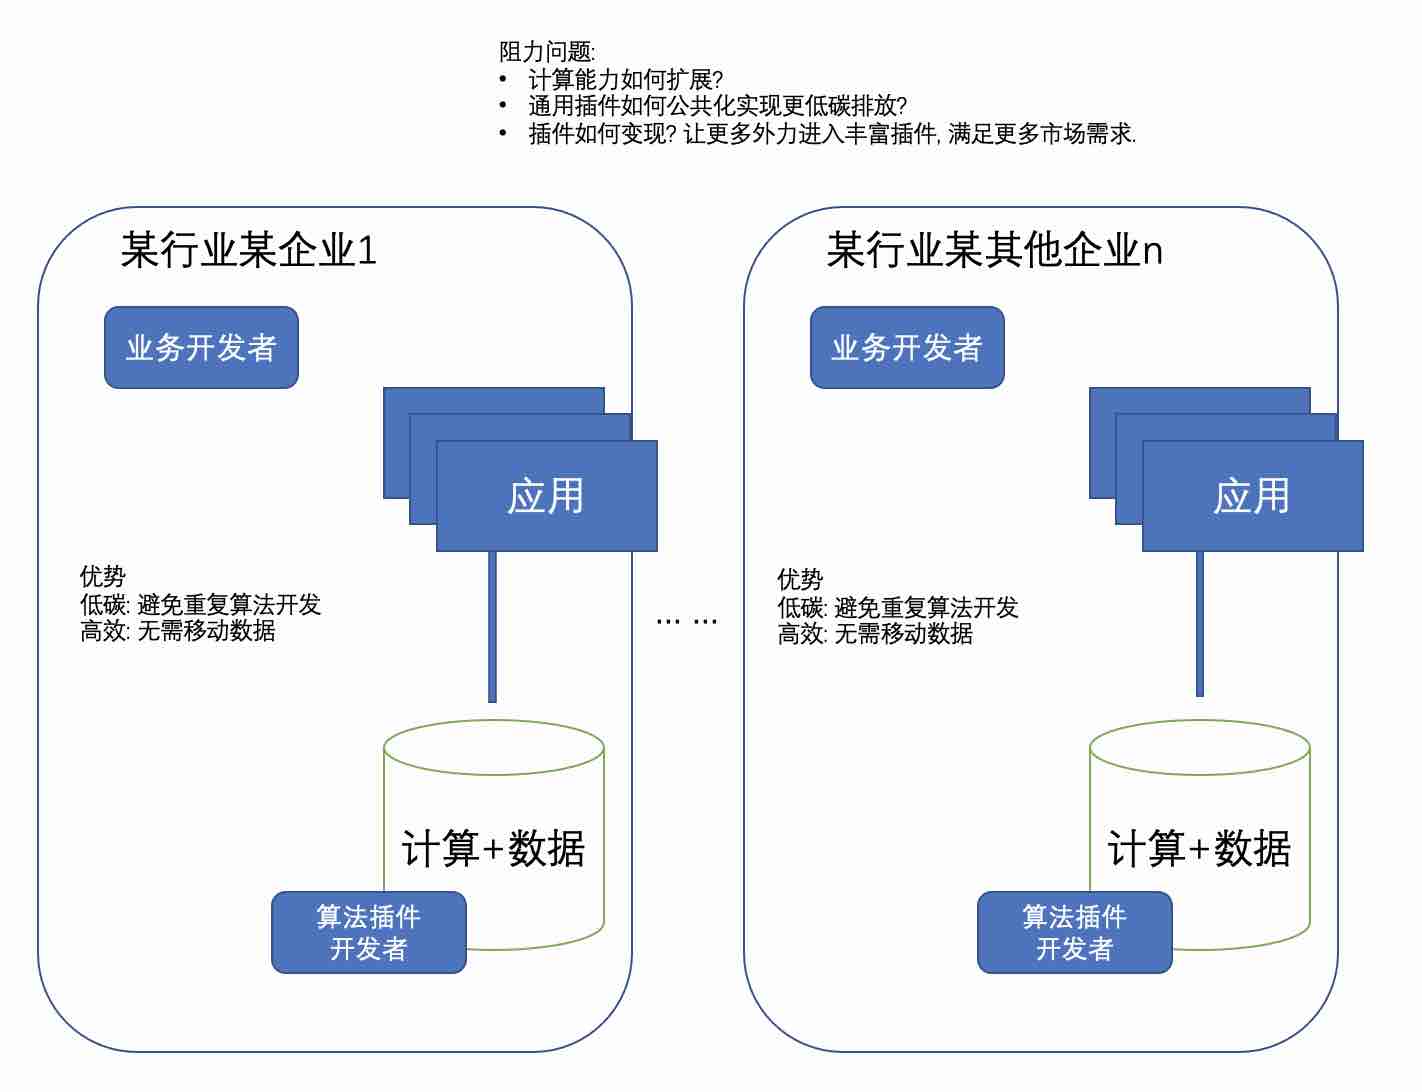 阻力问题:
• 计算能力如何扩展?
• 通用插件如何公共化实现更低碳排放?
• 插件如何变现? 让更多外力进入丰富插件, 满足更多市场需求.
某行业某企业1
业务开发者
应用
优势
低碳: 避免重复算法开发
高效: 无需移动数据
计算+数据
算法插件
开发者
... ...
某行业某其他企业n
业务开发者
应用
优势
低碳: 避免重复算法开发
高效: 无需移动数据
计算+数据
算法插件
开发者